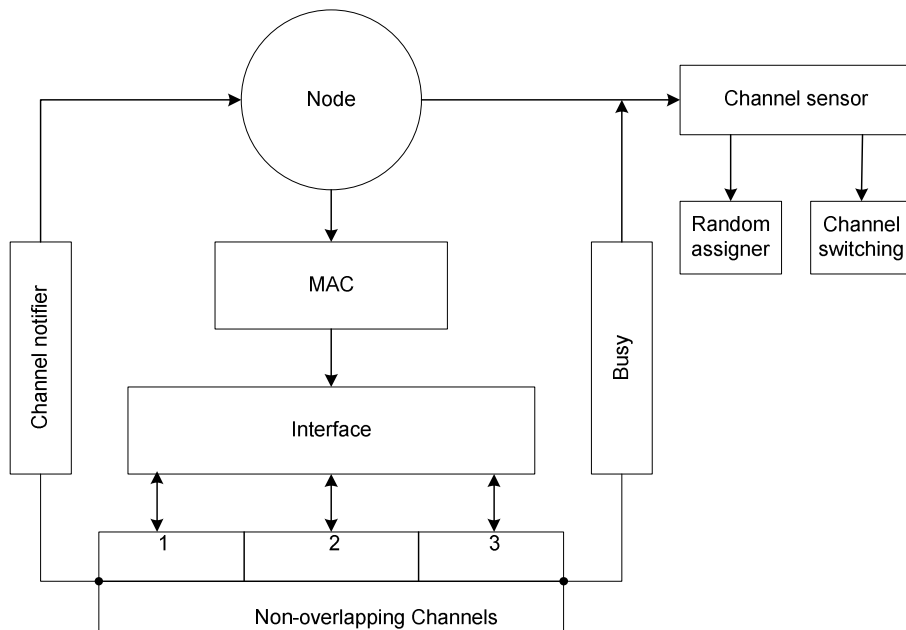 Node
Channel sensor
Random
assigner
Channel
switching
Channel notifier
MAC
Busy
Interface
1
2
3
Non-overlapping Channels